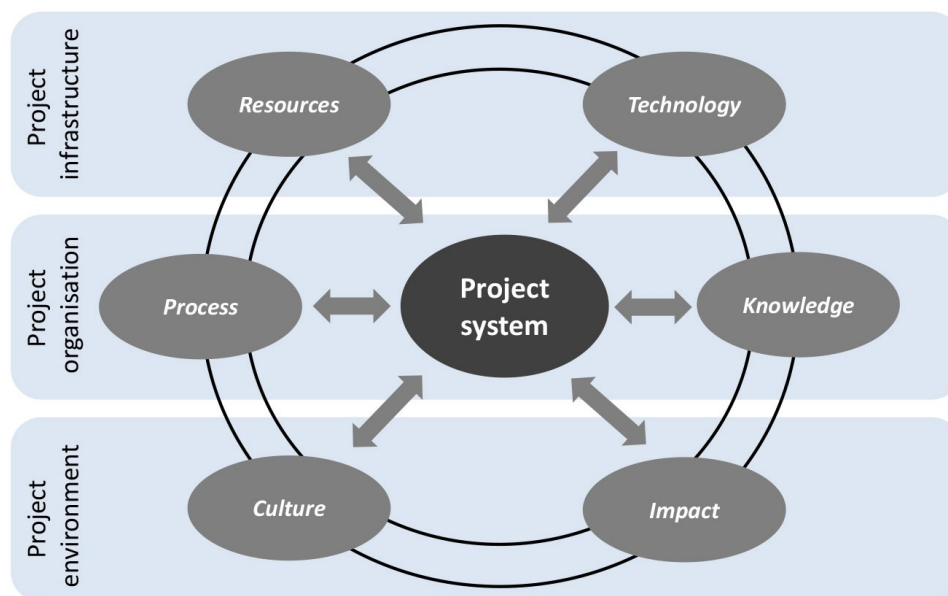 Project
infrastructure
Resources
Technology
Project
organisation
Process
Project
system
Knowledge
Project
environment
Culture
Impact